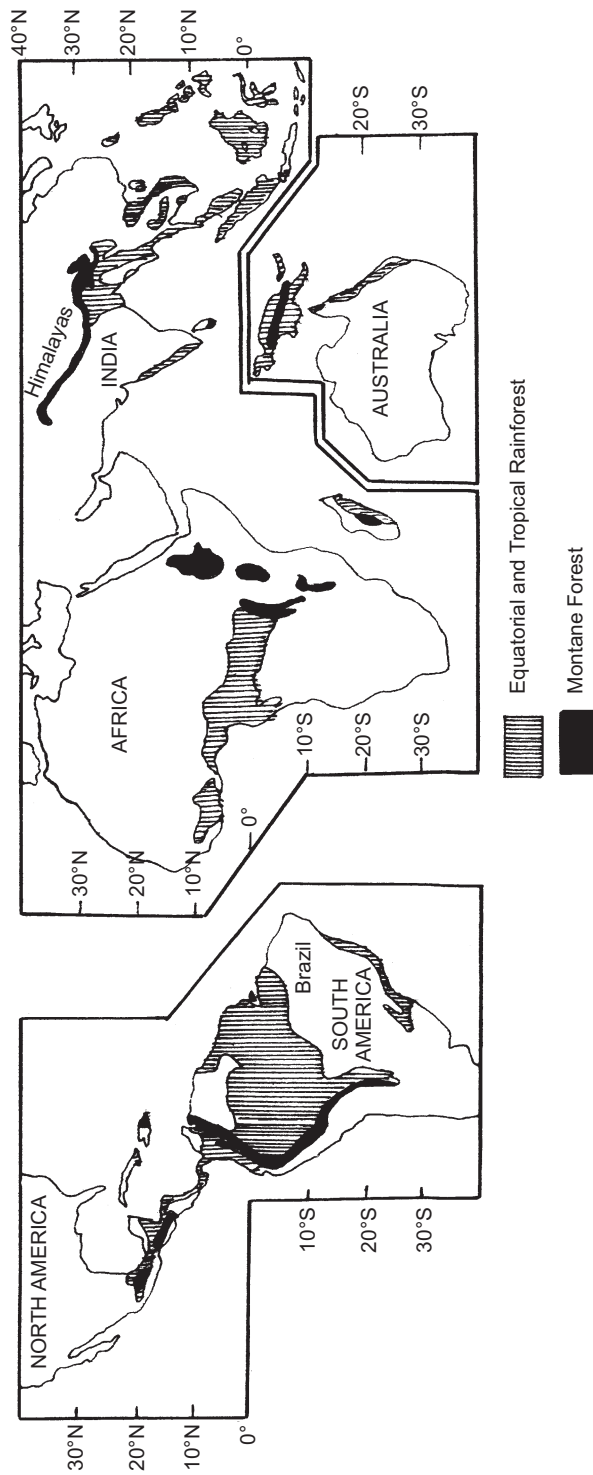 NORTH AMERICA
30°N
20°N
10°N
0°
10°S
20°S
30°S
Brazil
SOUTH
AMERICA
30°N
20°N
10°N
0°
10°S
20°S
30°S
AFRICA
Himalayas
INDIA
40°N
30°N
20°N
10°N
0°
AUSTRALIA
20°S
30°S
Equatorial and Tropical Rainforest
Montane Forest